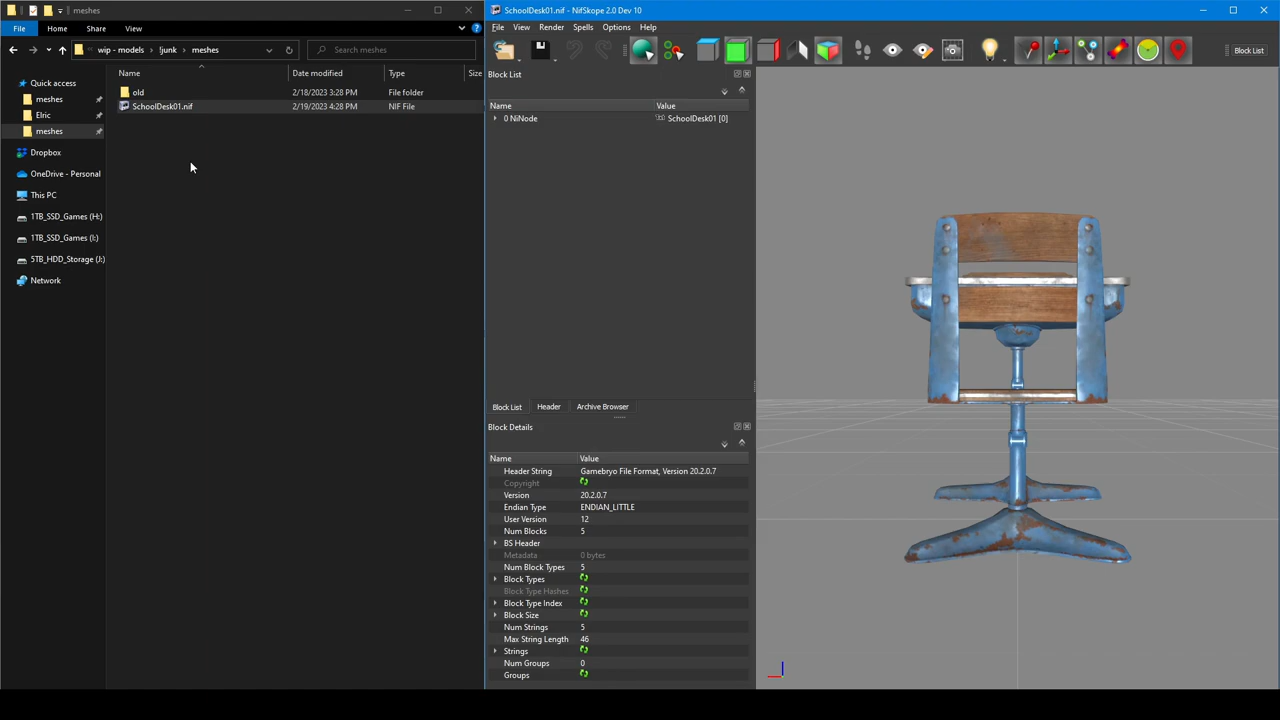 meshes
File Home Share View
wip - models !junk meshes Search meshes
Name Date modified Type Size
Quick access
meshes
Elric
meshes
Dropbox
OneDrive - Personal
This PC
1TB_SSD_Games (H:)
1TB_SSD_Games (I:)
5TB_HDD_Storage (J:)
Network
old 2/18/2023 3:28 PM File folder
SchoolDesk01.nif 2/19/2023 4:28 PM NIF File
SchoolDesk01.nif - NifSkope 2.0 Dev 10
File View Render Spells Options Help
Block List
Block List
Name Value
0 NiNode SchoolDesk01 [0]
Block List Header Archive Browser
Block Details
Name Value
Header String Gamebryo File Format, Version 20.2.0.7
Copyright
Version 20.2.0.7
Endian Type ENDIAN_LITTLE
User Version 12
Num Blocks 5
BS Header
Metadata 0 bytes
Num Block Types 5
Block Types
Block Type Hashes
Block Type Index
Block Size
Num Strings 5
Max String Length 46
Strings
Num Groups 0
Groups